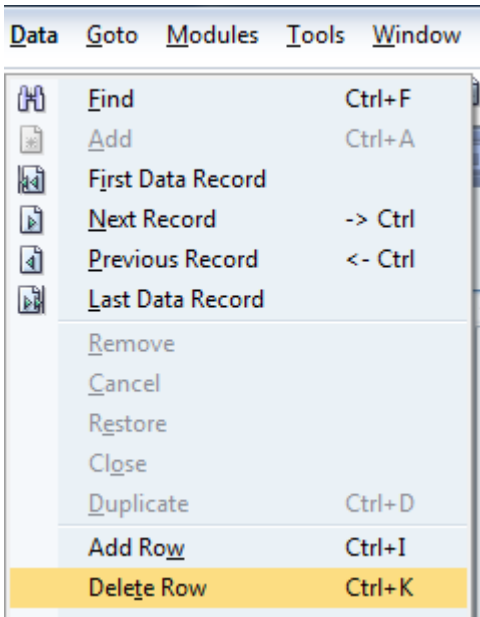 Data Goto Modules Tools Window
Find Ctrl+F
Add Ctrl+A
First Data Record
Next Record -> Ctrl
Previous Record <- Ctrl
Last Data Record
Remove
Cancel
Restore
Close
Duplicate Ctrl+D
Add Row Ctrl+I
Delete Row Ctrl+K